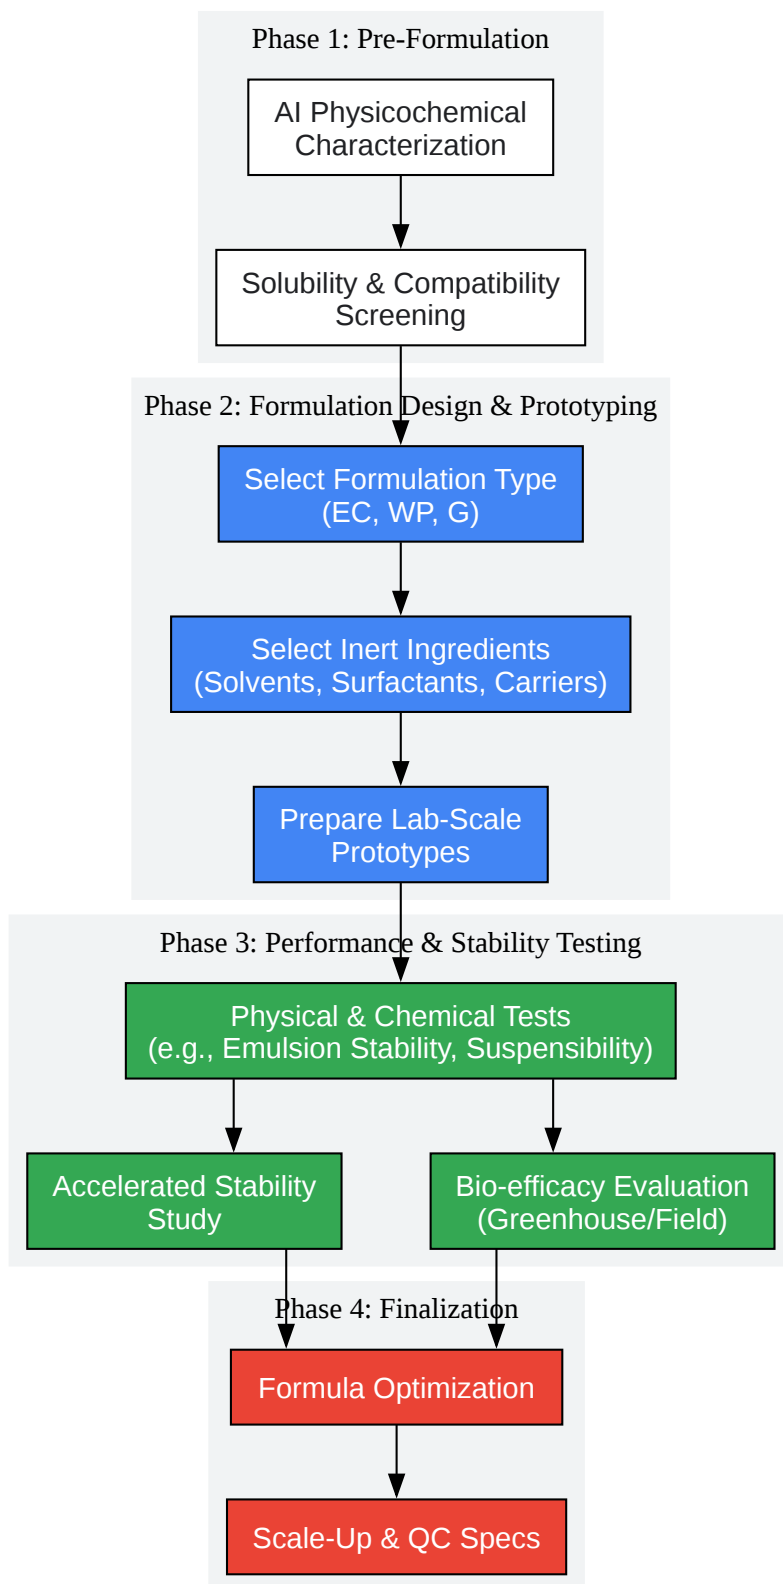 Phase 1: Pre-Formulation
AI Physicochemical
Characterization
Solubility & Compatibility
Screening
Phase 2: Formulation Design & Prototyping
Select Formulation Type
(EC, WP, G)
Select Inert Ingredients
(Solvents, Surfactants, Carriers)
Prepare Lab-Scale
Prototypes
Phase 3: Performance & Stability Testing
Physical & Chemical Tests
(e.g., Emulsion Stability, Suspensibility)
Accelerated Stability
Study
Bio-efficacy Evaluation
(Greenhouse/Field)
Phase 4: Finalization
Formula Optimization
Scale-Up & QC Specs